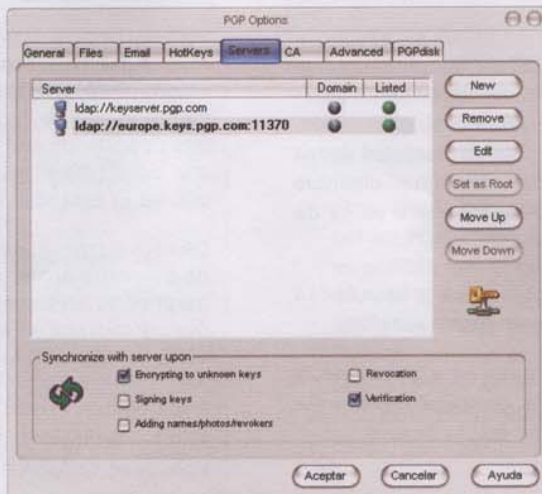 PGP Options
General Files Email HotKeys Servers CA Advanced PGPdisk
Server Domain Listed
ldap://keyserver.pgp.com
ldap://europe.keys.pgp.com:11370
New
Remove
Edit
Set as Root
Move Up
Move Down
Synchronize with server upon
Encrypting to unknown keys
Revocation
Signing keys
Verification
Adding names/photos/revokers
Aceptar Cancelar Ayuda